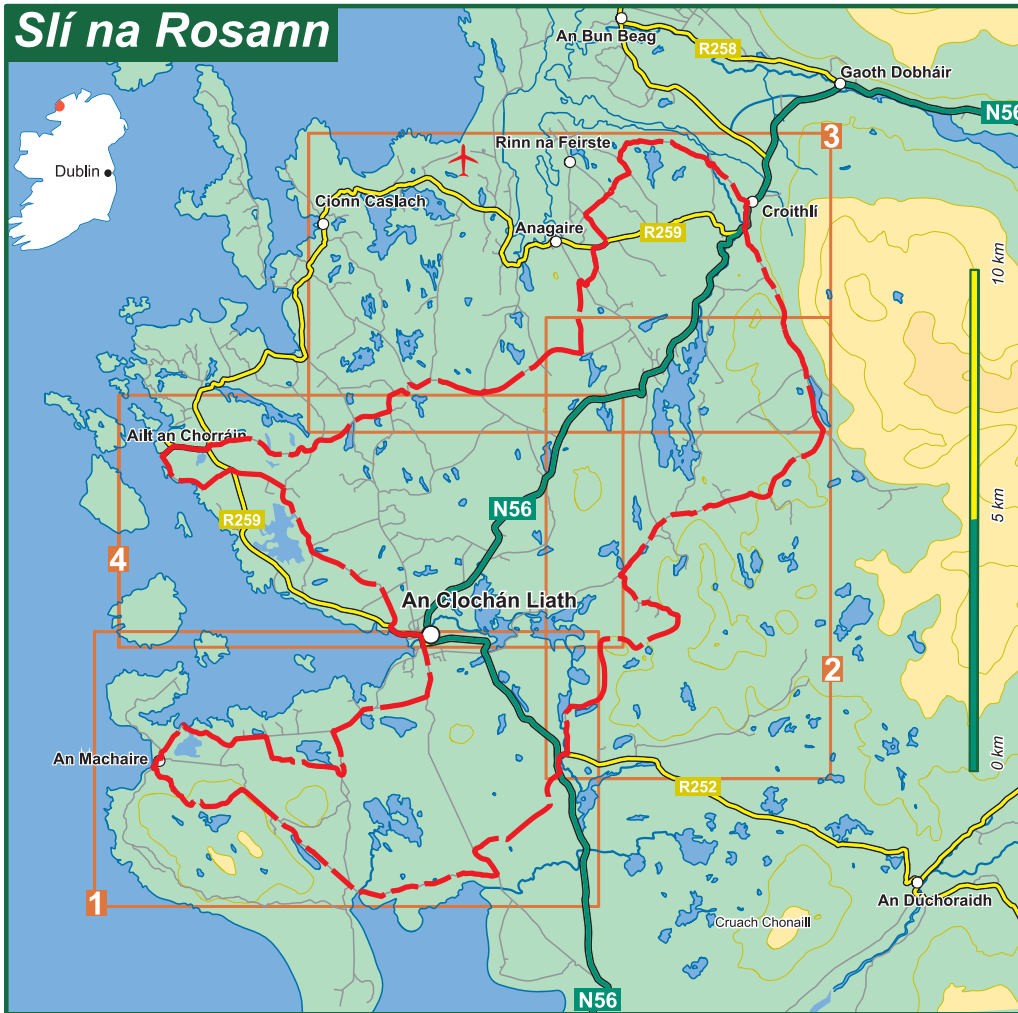 Slí na Rosann
An Bun Beag
R258
Gaoth Dobháir
N56
3
Rinn na Feirste
Dublin
Cionn Caslach
Croithlí
Anagaire
R259
10 km
Ailt an Chorráin
N56
5 km
R259
4
An Clochán Liath
2
An Machaire
0 km
R252
1
An Dúchoraidh
Cruach Chonaill
N56